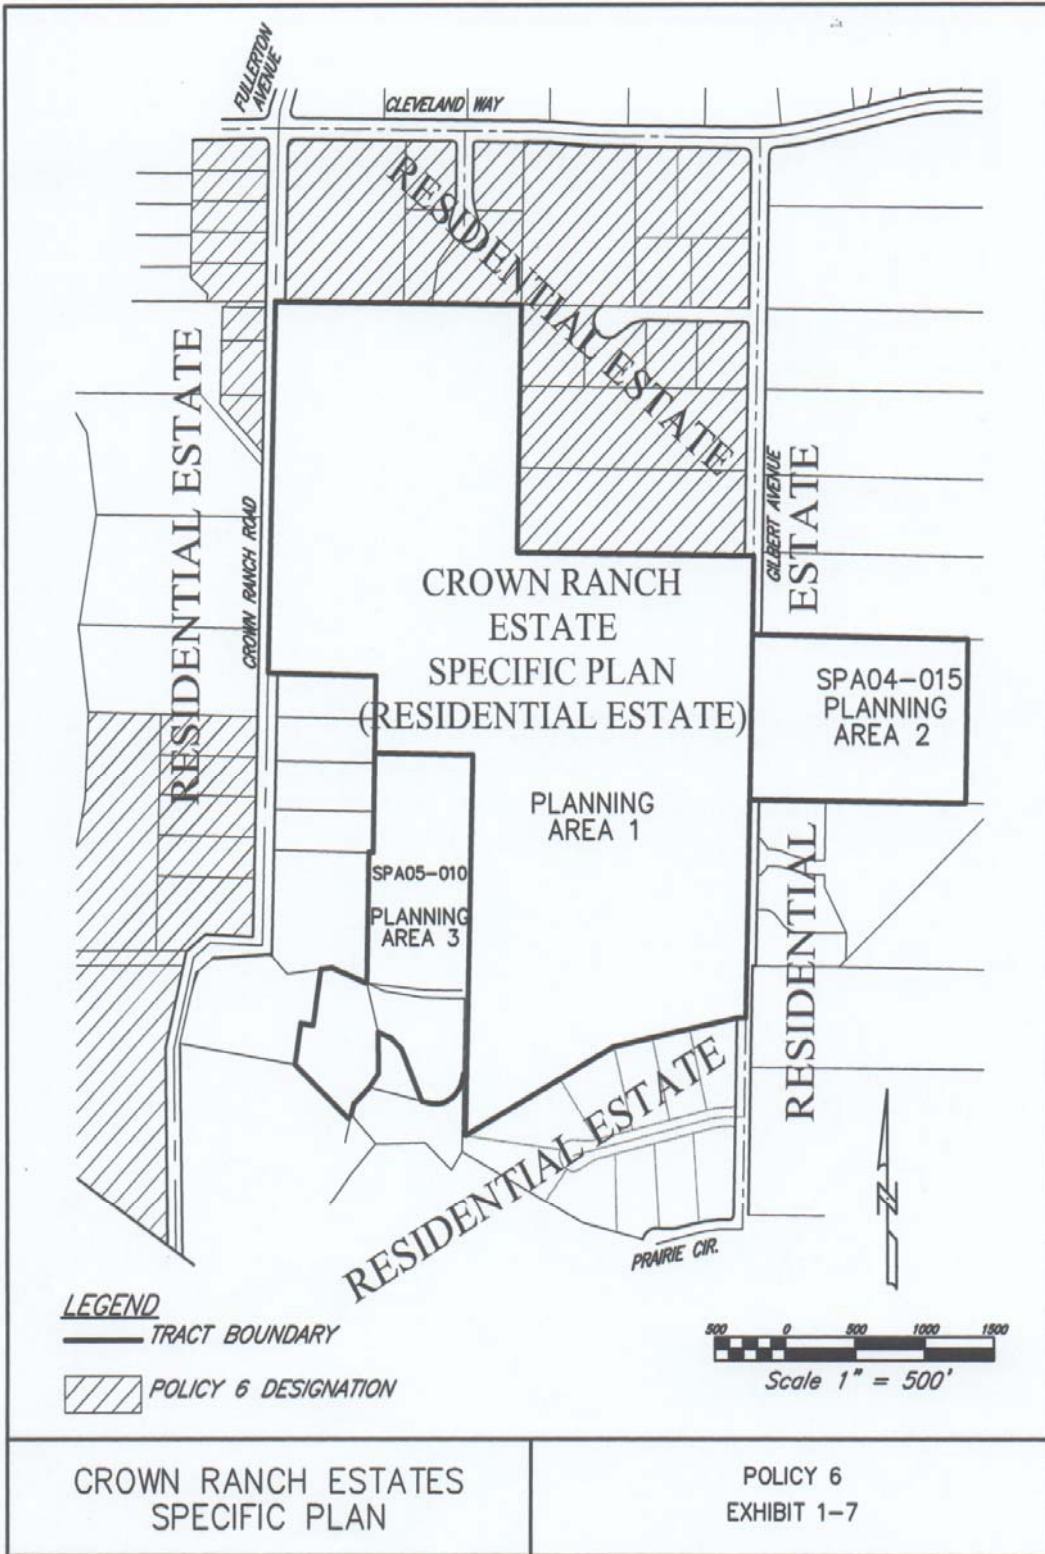 FULLERTON
AVENUE
CLEVELAND WAY
RESIDENTIAL ESTATE
RESIDENTIAL ESTATE
CROWN RANCH ROAD
GILBERT AVENUE
ESTATE
RESIDENTIAL
CROWN RANCH
ESTATE
SPECIFIC PLAN
(RESIDENTIAL ESTATE)
SPA04-015
PLANNING
AREA 2
PLANNING
AREA 1
SPA05-010
PLANNING
AREA 3
RESIDENTIAL ESTATE
PRAIRIE CIR.
N
LEGEND
TRACT BOUNDARY
POLICY 6 DESIGNATION
500 0 500 1000 1500
Scale 1" = 500'
CROWN RANCH ESTATES
SPECIFIC PLAN
POLICY 6
EXHIBIT 1-7